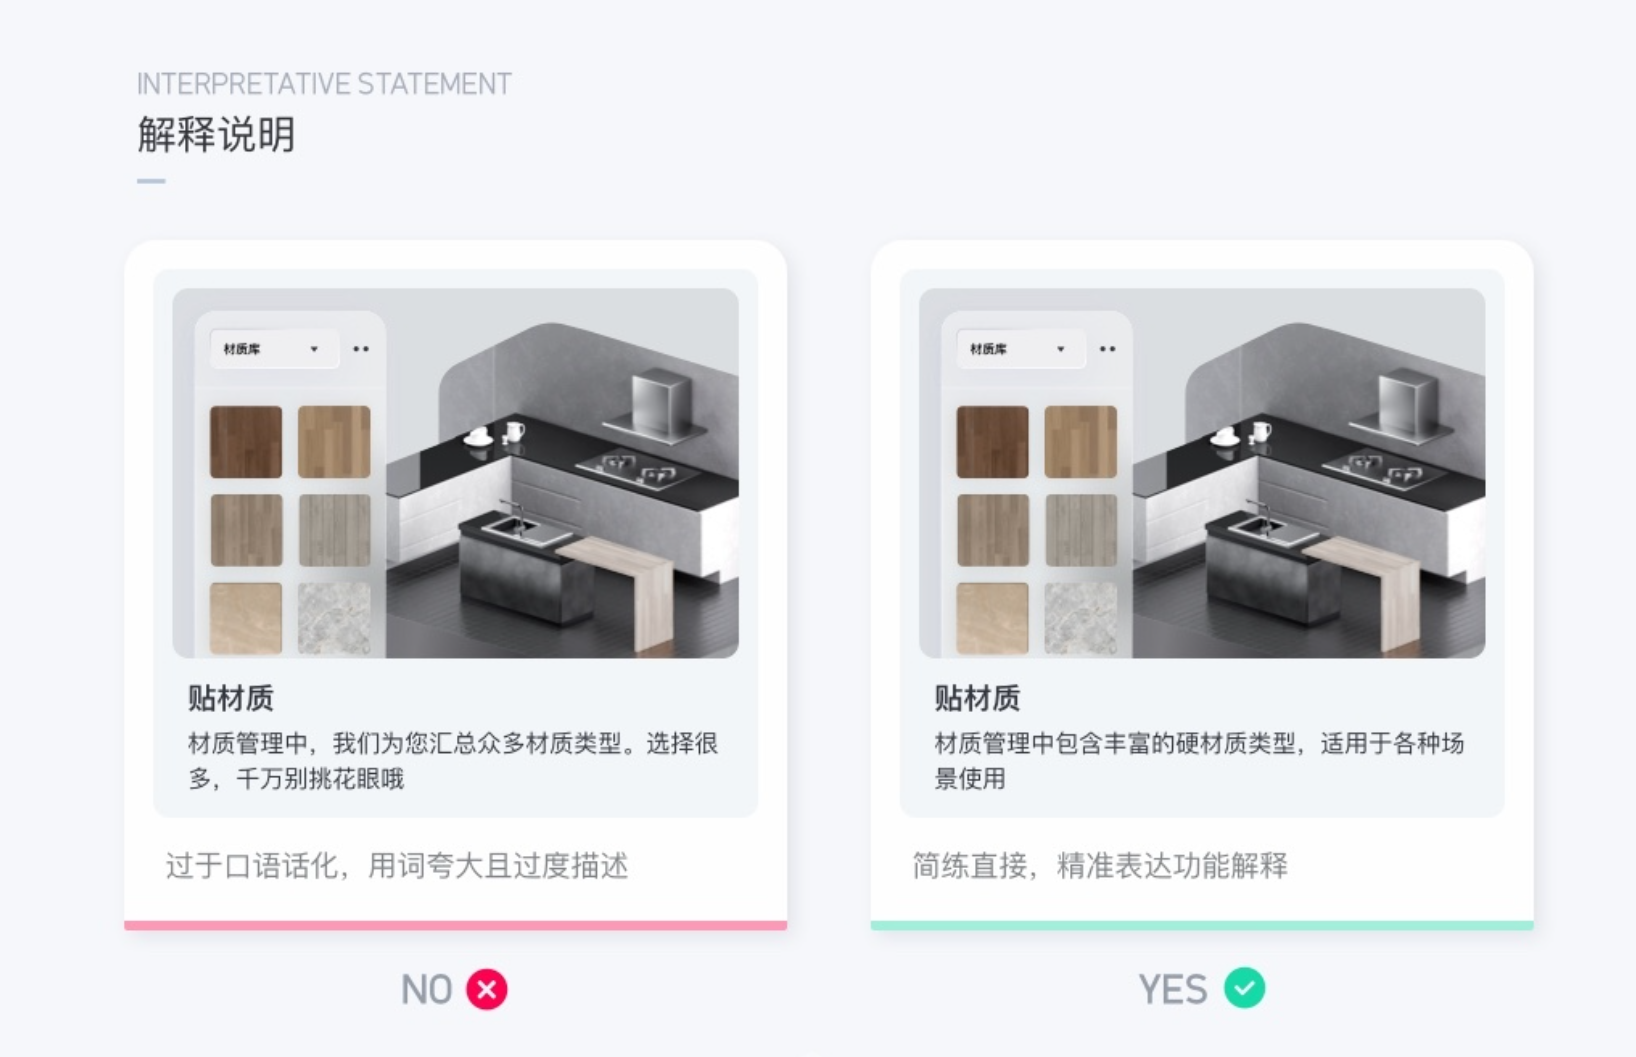 INTERPRETATIVE STATEMENT
解释说明
材质库
贴材质
材质管理中，我们为您汇总众多材质类型。选择很
多，千万别挑花眼哦
过于口语话化，用词夸大且过度描述
NO
材质库
贴材质
材质管理中包含丰富的硬材质类型，适用于各种场
景使用
简练直接，精准表达功能解释
YES